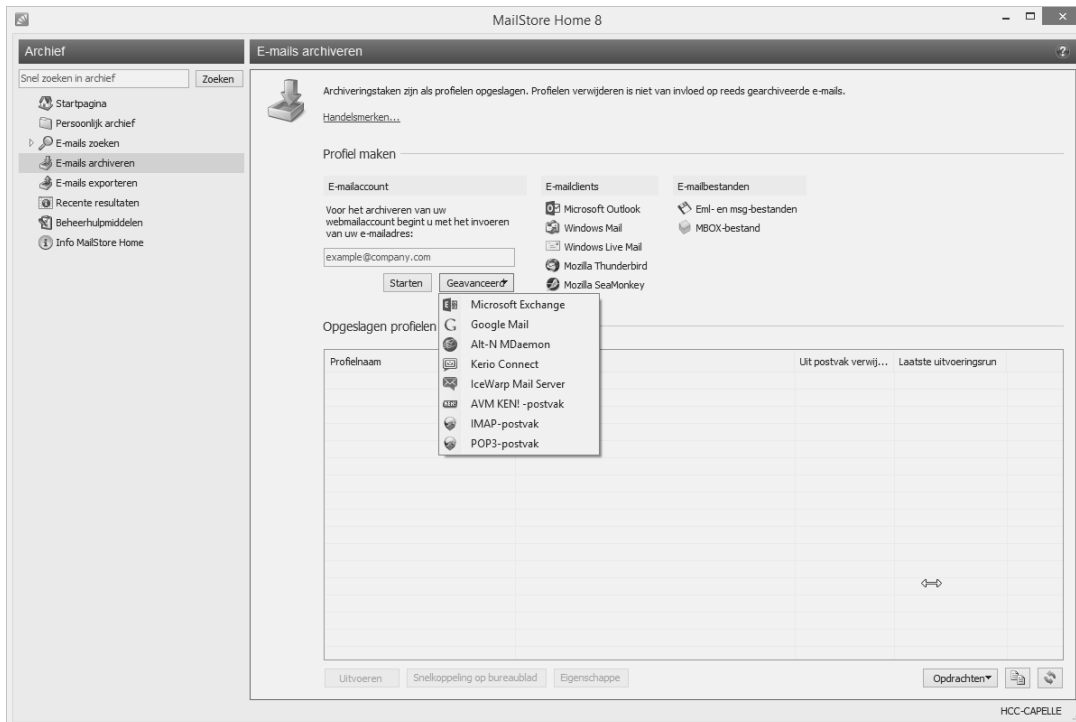 MailStore Home 8
Archief
E-mails archiveren
?
Snel zoeken in archief
Zoeken
Startpagina
Persoonlijk archief
E-mails zoeken
E-mails archiveren
E-mails exporteren
Recente resultaten
Beheerhulpmiddelen
Info MailStore Home
Archiveringstaken zijn als profielen opgeslagen. Profielen verwijderen is niet van invloed op reeds gearchiveerde e-mails.
Handelsmerken...
Profiel maken
E-mailaccount
E-mailclients
E-mailbestanden
Voor het archiveren van uw
webmailaccount begint u met het invoeren
van uw e-mailadres:
example@company.com
Starten
Geavanceerd
Microsoft Outlook
Windows Mail
Windows Live Mail
Mozilla Thunderbird
Mozilla SeaMonkey
Eml- en msg-bestanden
MBOX-bestand
Microsoft Exchange
Google Mail
Alt-N MDaemon
Kerio Connect
IceWarp Mail Server
AVM KEN! -postvak
IMAP-postvak
POP3-postvak
Opgeslagen profielen
Profielnaam
Uit postvak verwij...
Laatste uitvoeringsrun
Uitvoeren
Snelkoppeling op bureaublad
Eigenschappe
Opdrachten
HCC-CAPELLE